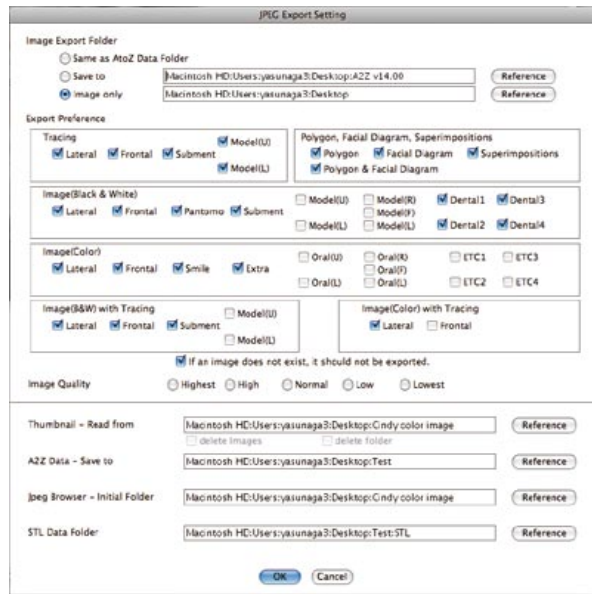 JPEG Export Setting
Image Export Folder
Same as AtoZ Data Folder
Save to Macintosh HD:Users:yasunaga3:Desktop:A2Z v14.00 Reference
Image only Macintosh HD:Users:yasunaga3:Desktop Reference
Export Preference
Tracing
Lateral Frontal Subment Model(U)
Model(L)
Polygon, Facial Diagram, Superimpositions
Polygon Facial Diagram Superimpositions
Polygon & Facial Diagram
Image(Black & White)
Lateral Frontal Pantomo Subment
Model(U) Model(R) Dental1 Dental3
Model(F)
Model(L) Model(L) Dental2 Dental4
Image(Color)
Lateral Frontal Smile Extra
Oral(U) Oral(R) ETC1 ETC3
Oral(F)
Oral(L) Oral(L) ETC2 ETC4
Image(B&W) with Tracing
Lateral Frontal Subment Model(U)
Model(L)
Image(Color) with Tracing
Lateral Frontal
If an image does not exist, it should not be exported.
Image Quality Highest High Normal Low Lowest
Thumbnail - Read from Macintosh HD:Users:yasunaga3:Desktop:Cindy color image Reference
delete images delete folder
A2Z Data - Save to Macintosh HD:Users:yasunaga3:Desktop:Test Reference
Jpeg Browser - Initial Folder Macintosh HD:Users:yasunaga3:Desktop:Cindy color image Reference
STL Data Folder Macintosh HD:Users:yasunaga3:Desktop:Test:STL Reference
OK Cancel